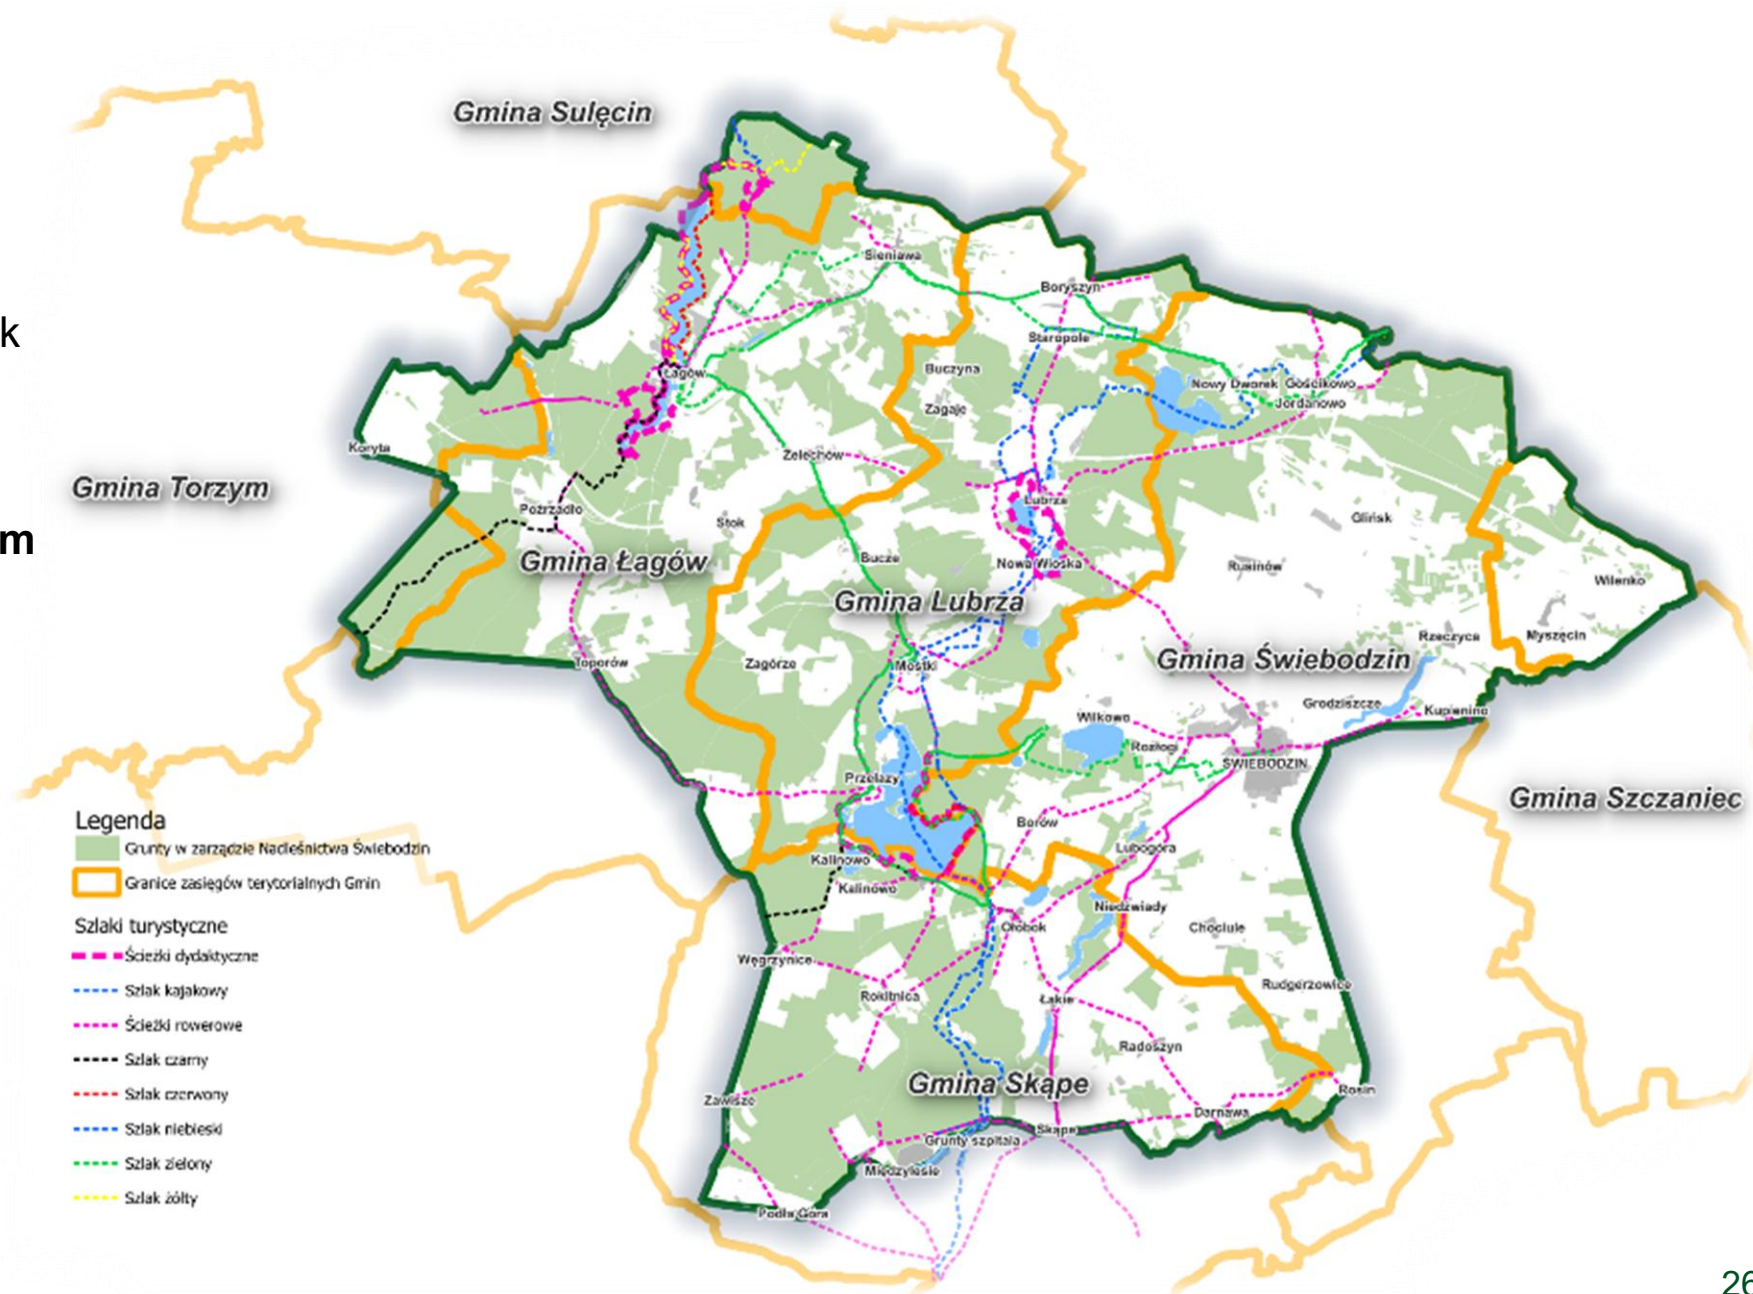 Gmina Sulęcin
Sieniawa
Boryszyn
k
Staropole
Łagów
Buczyna
Nowy Dworek
Gościkowo
Jordanowo
Zagaje
Koryta
Żelechów
Gmina Torzym
Lubrza
Pożrzadło
Stok
Glińsk
m
Gmina Łagów
Bucze
Nowa Wioska
Rusinów
Wilenko
Gmina Lubrza
Rzeczyca
Myszęcin
Toporów
Zagórze
Mostki
Gmina Świebodzin
Grodziszcze
Kupienino
Wilkowo
Rozłogi
ŚWIEBODZIN
Przełazy
Gmina Szczaniec
Borów
Lubogóra
Kalinowo
Kalinowo
Niedźwiady
Ołobok
Chociule
Węgrzynice
Rokitnica
Łąkie
Rudgerzowice
Radoszyn
Gmina Skąpe
Zawisze
Rosin
Darnawa
Skąpe
Grunty szpitala
Międzylesie
Podla Góra
Legenda
Grunty w zarządzie Nadleśnictwa Świebodzin
Granice zasięgów terytorialnych Gmin
Szlaki turystyczne
Ścieżki dydaktyczne
Szlak kajakowy
Ścieżki rowerowe
Szlak czarny
Szlak czerwony
Szlak niebieski
Szlak zielony
Szlak żółty
26